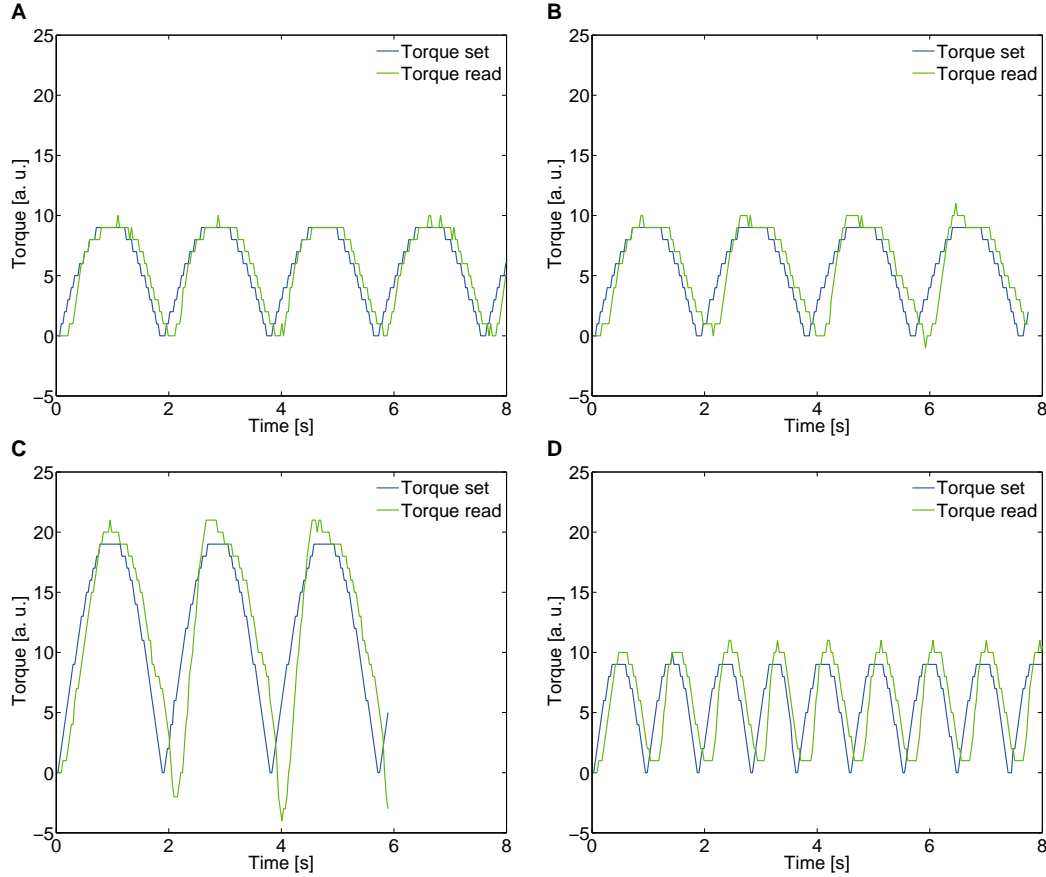 A
25
20
15
10
5
0
−5
0 2 4 6 8
Torque [a. u.]
Time [s]
Torque set
Torque read
B
25
20
15
10
5
0
−5
0 2 4 6 8
Torque [a. u.]
Time [s]
Torque set
Torque read
C
25
20
15
10
5
0
−5
0 2 4 6 8
Torque [a. u.]
Time [s]
Torque set
Torque read
D
25
20
15
10
5
0
−5
0 2 4 6 8
Torque [a. u.]
Time [s]
Torque set
Torque read